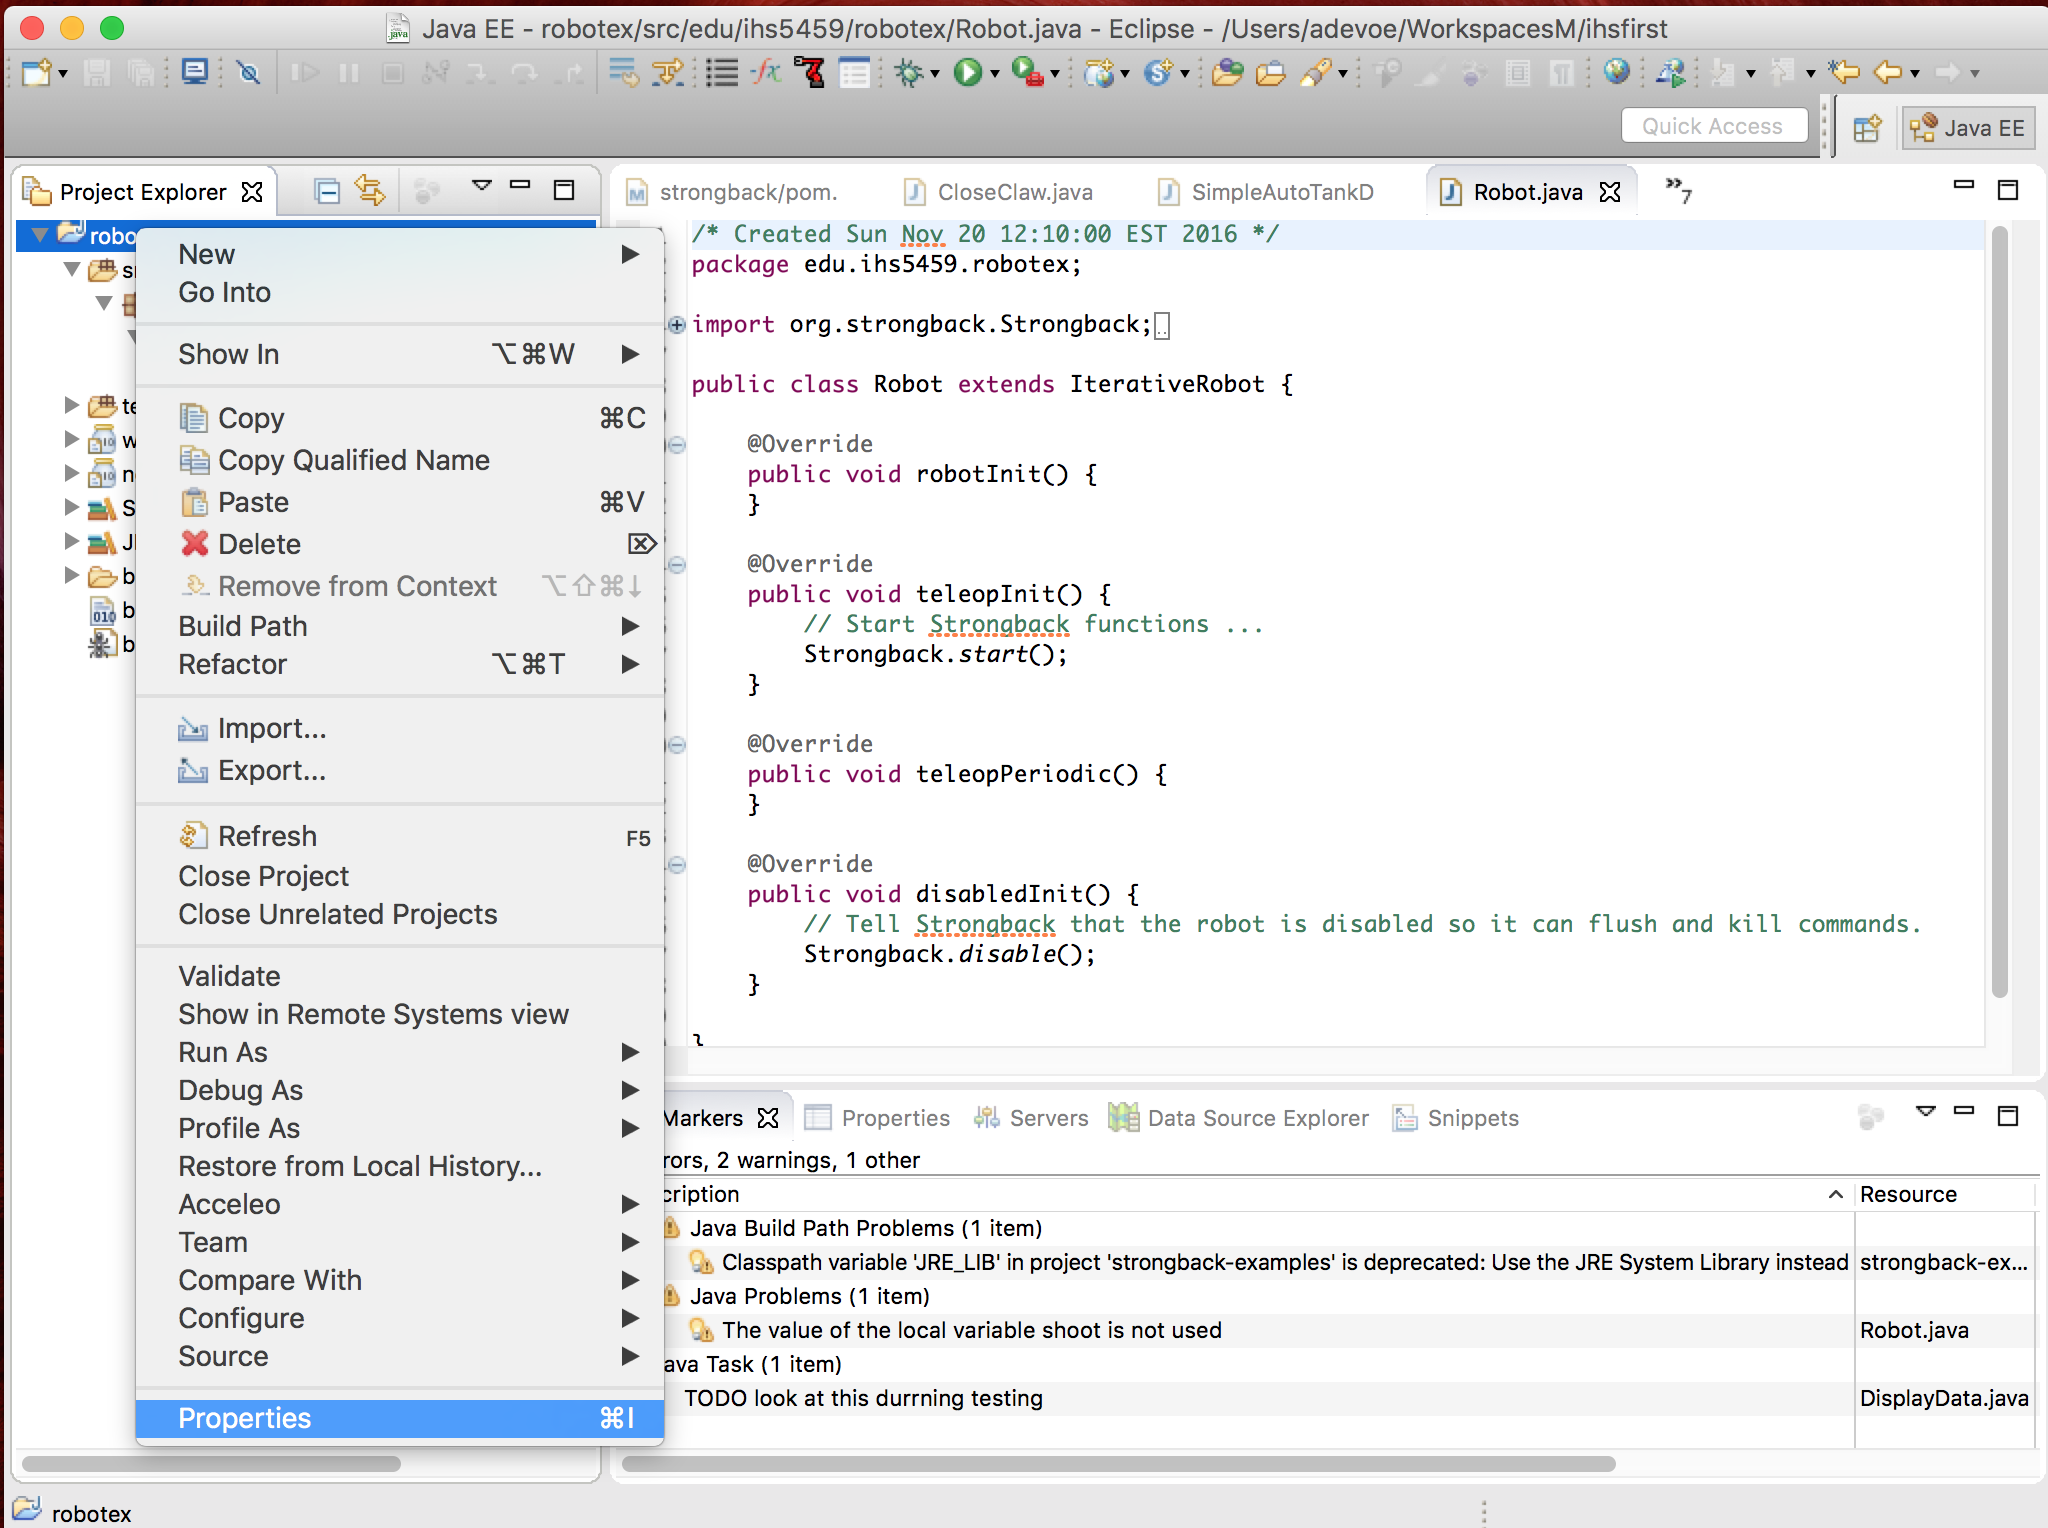 Java EE - robotex/src/edu/ihs5459/robotex/Robot.java - Eclipse - /Users/adevoe/WorkspacesM/ihsfirst
Quick Access
Java EE
Project Explorer
strongback/pom.
CloseClaw.java
SimpleAutoTankD
Robot.java
»7
robo
New
Go Into
Show In ⌥⌘W
Copy ⌘C
Copy Qualified Name
Paste ⌘V
Delete ⌦
Remove from Context ⌥⇧⌘↓
Build Path
Refactor ⌥⌘T
Import...
Export...
Refresh F5
Close Project
Close Unrelated Projects
Validate
Show in Remote Systems view
Run As
Debug As
Profile As
Restore from Local History...
Acceleo
Team
Compare With
Configure
Source
Properties ⌘I
/* Created Sun Nov 20 12:10:00 EST 2016 */
package edu.ihs5459.robotex;
import org.strongback.Strongback;
public class Robot extends IterativeRobot {
@Override
public void robotInit() {
}
@Override
public void teleopInit() {
// Start Strongback functions ...
Strongback.start();
}
@Override
public void teleopPeriodic() {
}
@Override
public void disabledInit() {
// Tell Strongback that the robot is disabled so it can flush and kill commands.
Strongback.disable();
}
}
Markers
Properties
Servers
Data Source Explorer
Snippets
rors, 2 warnings, 1 other
cription
Resource
Java Build Path Problems (1 item)
Classpath variable 'JRE_LIB' in project 'strongback-examples' is deprecated: Use the JRE System Library instead strongback-ex...
Java Problems (1 item)
The value of the local variable shoot is not used Robot.java
ava Task (1 item)
TODO look at this durrning testing DisplayData.java
robotex